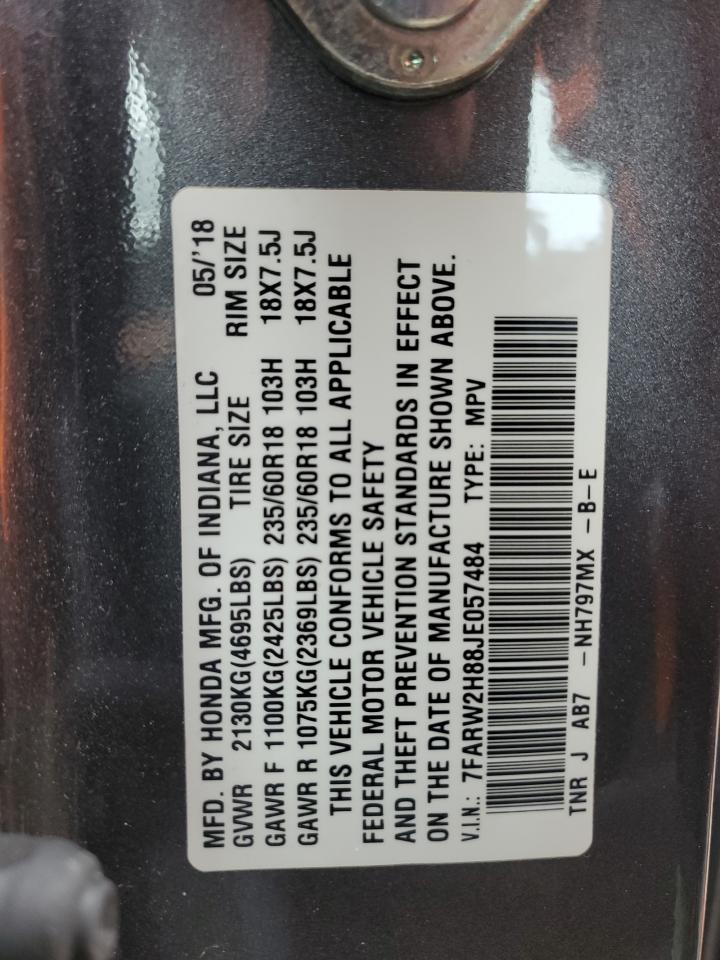 MFD. BY HONDA MFG. OF INDIANA, LLC 05/'18
GVWR 2130KG(4695LBS) TIRE SIZE RIM SIZE
GAWR F 1100KG(2425LBS) 235/60R18 103H 18X7.5J
GAWR R 1075KG(2369LBS) 235/60R18 103H 18X7.5J
THIS VEHICLE CONFORMS TO ALL APPLICABLE
FEDERAL MOTOR VEHICLE SAFETY
AND THEFT PREVENTION STANDARDS IN EFFECT
ON THE DATE OF MANUFACTURE SHOWN ABOVE.
V.I.N.: 7FARW2H88JE057484 TYPE: MPV
TNR J AB7 -NH797MX -B-E